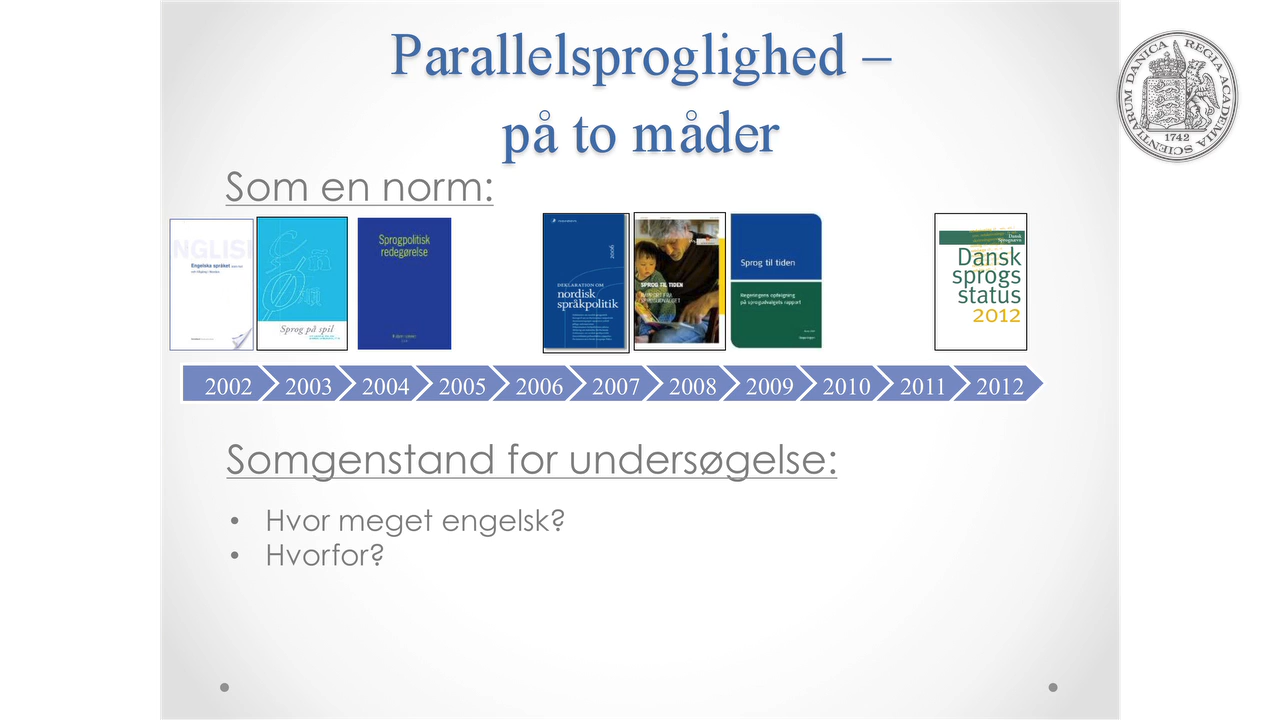 Parallelsproglighed –
på to måder
Som en norm:
NGLISH
Engelska språket
Sprog på spil
Sprogpolitisk
redegørelse
2006
DEKLARATION OM
nordisk
språkpolitik
SPROG TIL TIDEN
Sprog til tiden
Regeringens opfølgning
på sprogudvalgets rapport
Dansk
Sprognævn
Dansk
sprogs
status
2012
2002 2003 2004 2005 2006 2007 2008 2009 2010 2011 2012
Somgenstand for undersøgelse:
• Hvor meget engelsk?
• Hvorfor?
SCIENTIARUM DANICA REGIA ACADEMIA
1742